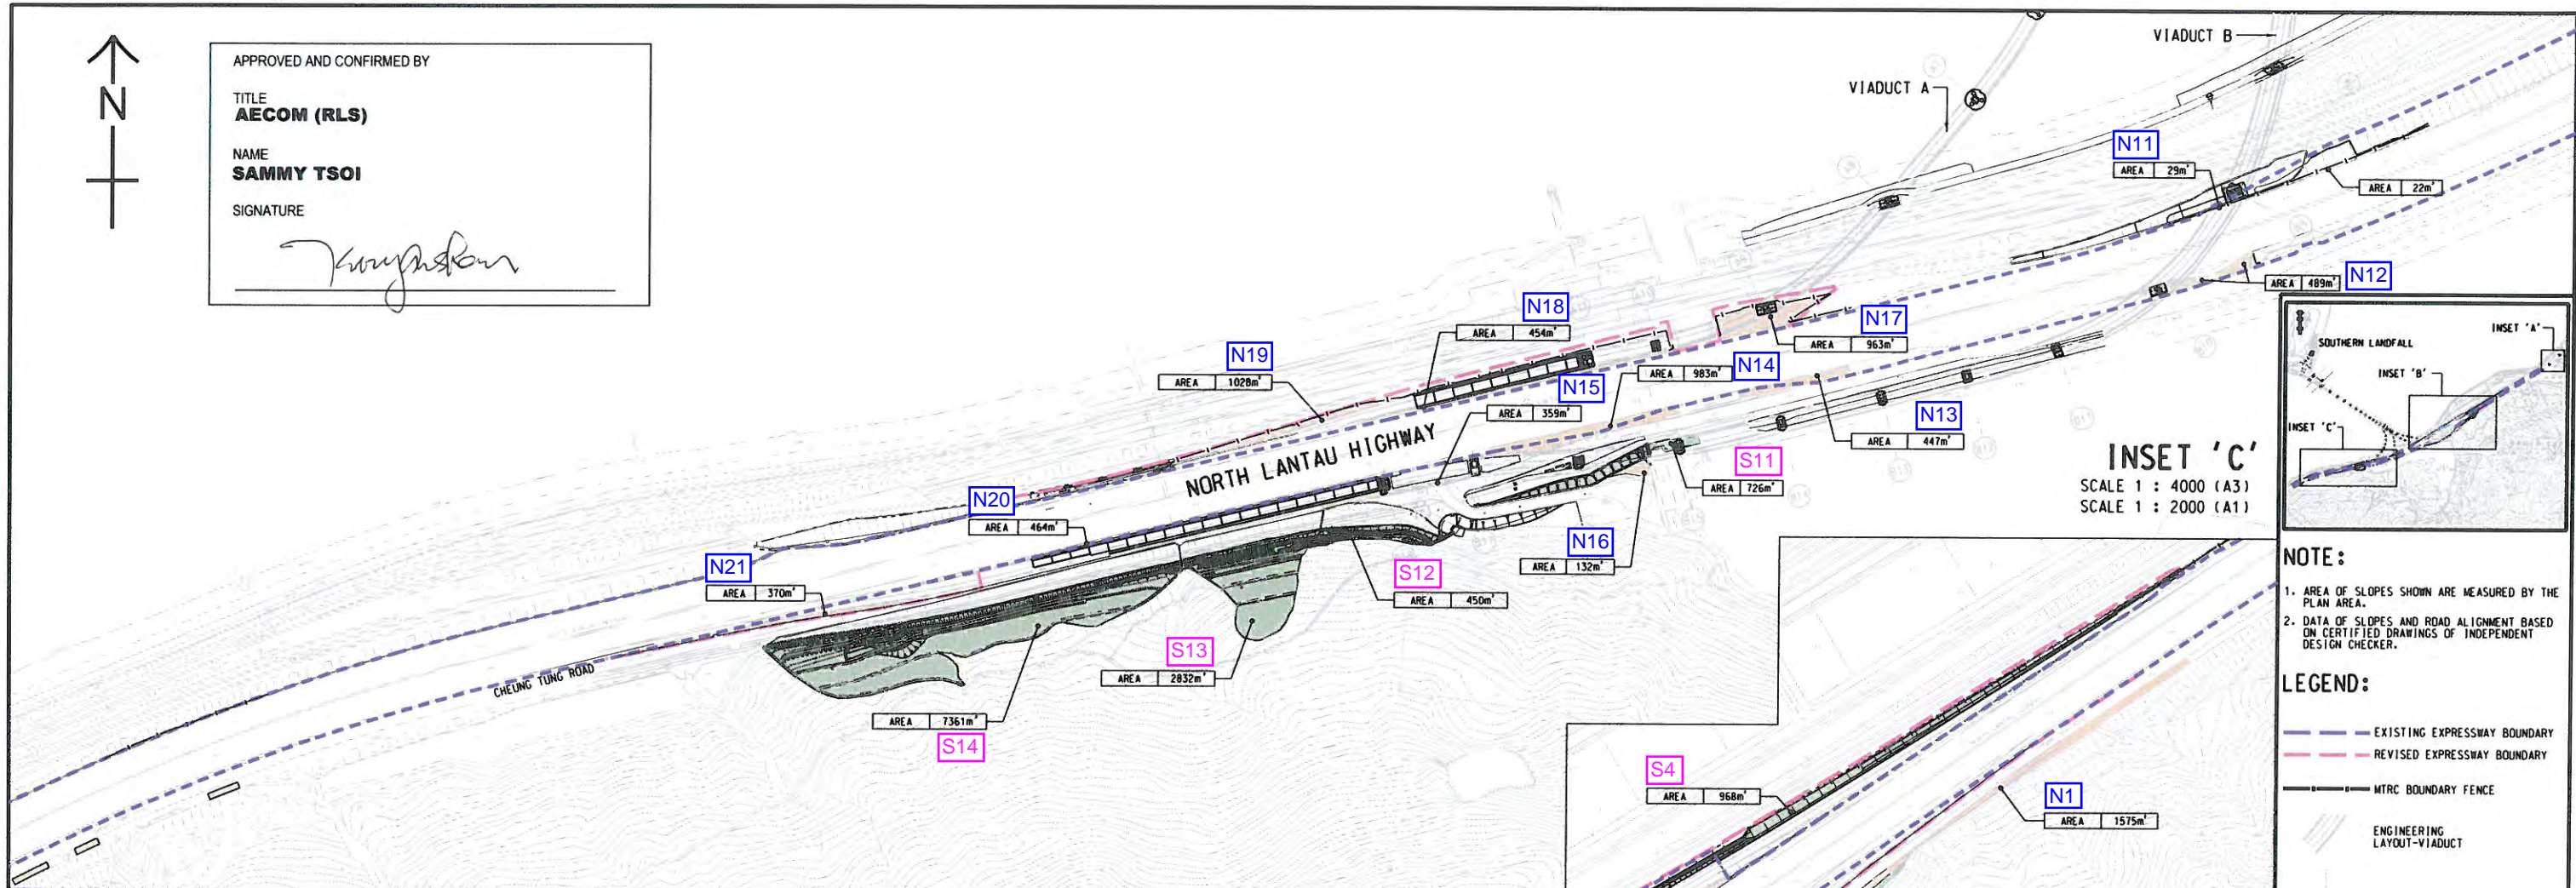 N
APPROVED AND CONFIRMED BY
TITLE
AECOM (RLS)
NAME
SAMMY TSOI
SIGNATURE
VIADUCT A
VIADUCT B
N11
AREA 29m²
AREA 22m²
AREA 489m²
N12
N18
AREA 454m²
N17
AREA 963m²
N19
AREA 1028m²
N15
AREA 359m²
AREA 983m²
N14
N13
AREA 447m²
NORTH LANTAU HIGHWAY
S11
AREA 726m²
N20
AREA 464m²
N16
AREA 132m²
N21
AREA 370m²
S12
AREA 450m²
S13
AREA 2832m²
CHEUNG TUNG ROAD
AREA 7361m²
S14
INSET 'C'
SCALE 1 : 4000 (A3)
SCALE 1 : 2000 (A1)
S4
AREA 968m²
N1
AREA 1575m²
INSET 'A'
SOUTHERN LANDFALL
INSET 'B'
INSET 'C'
NOTE:
1. AREA OF SLOPES SHOWN ARE MEASURED BY THE
PLAN AREA.
2. DATA OF SLOPES AND ROAD ALIGNMENT BASED
ON CERTIFIED DRAWINGS OF INDEPENDENT
DESIGN CHECKER.
LEGEND:
EXISTING EXPRESSWAY BOUNDARY
REVISED EXPRESSWAY BOUNDARY
MTRC BOUNDARY FENCE
ENGINEERING
LAYOUT-VIADUCT